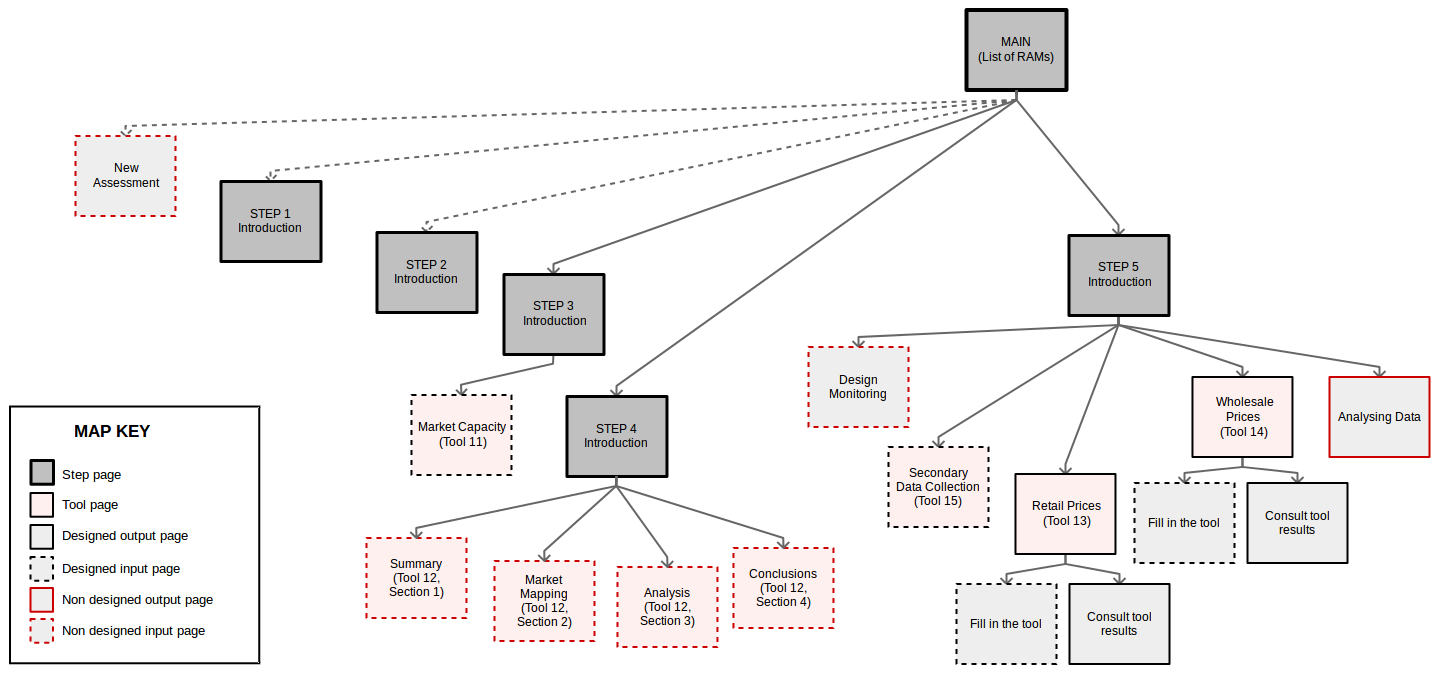 MAIN
(List of RAMs)
New
Assessment
STEP 1
Introduction
STEP 2
Introduction
STEP 3
Introduction
STEP 5
Introduction
Design
Monitoring
Wholesale
Prices
(Tool 14)
Analysing Data
Market Capacity
(Tool 11)
STEP 4
Introduction
Secondary
Data Collection
(Tool 15)
Retail Prices
(Tool 13)
Fill in the tool
Consult tool
results
Summary
(Tool 12,
Section 1)
Market
Mapping
(Tool 12,
Section 2)
Analysis
(Tool 12,
Section 3)
Conclusions
(Tool 12,
Section 4)
Fill in the tool
Consult tool
results
MAP KEY
Step page
Tool page
Designed output page
Designed input page
Non designed output page
Non designed input page